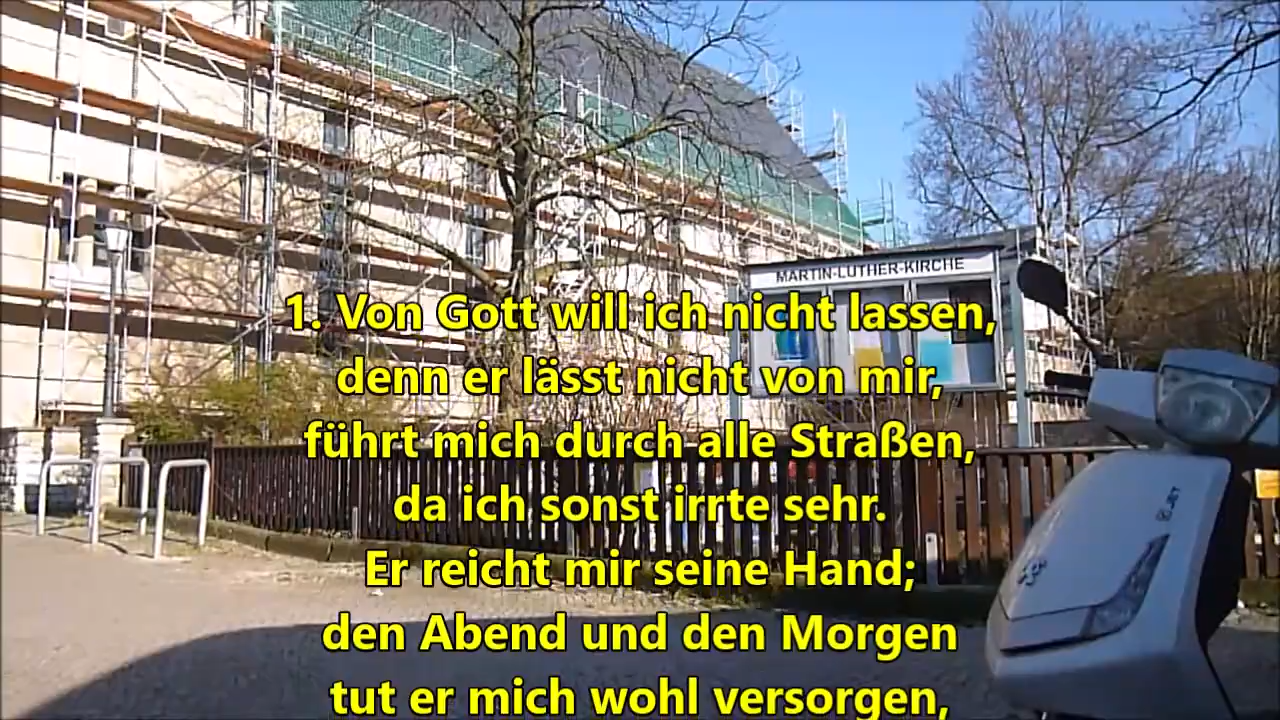 MARTIN-LUTHER-KIRCHE
1. Von Gott will ich nicht lassen,
denn er lässt nicht von mir,
führt mich durch alle Straßen,
da ich sonst irrte sehr.
Er reicht mir seine Hand;
den Abend und den Morgen
tut er mich wohl versorgen,